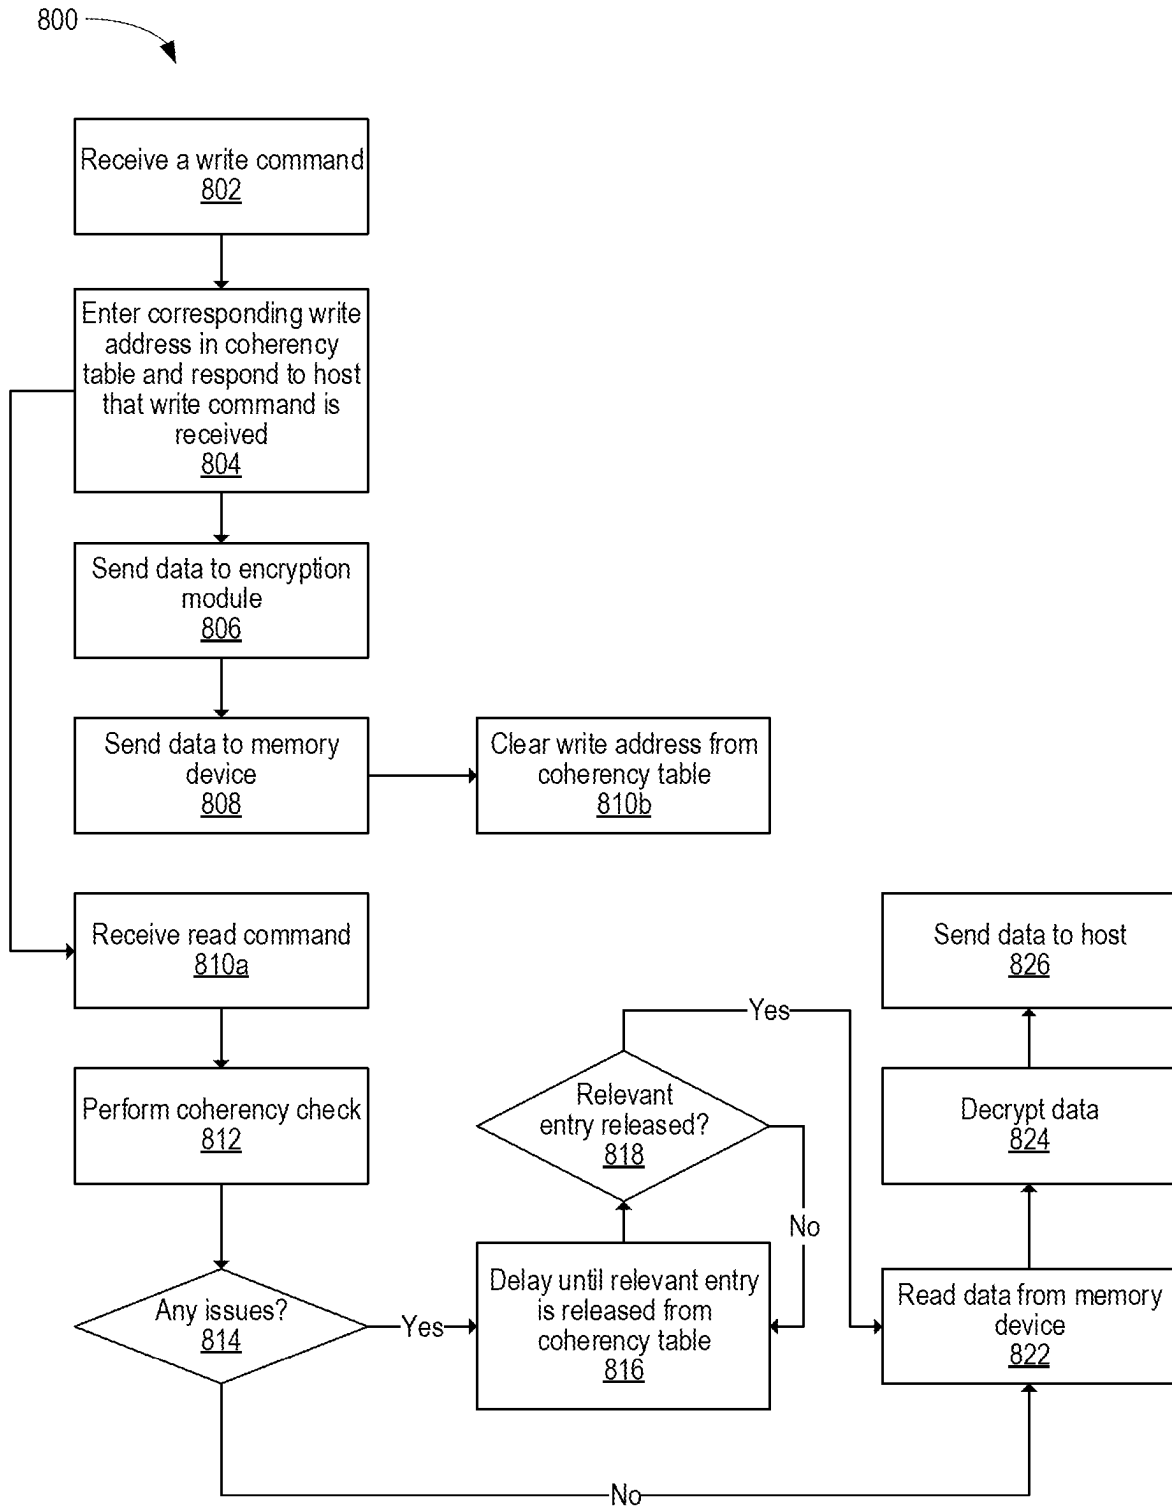 800
Receive a write command
802
Enter corresponding write
address in coherency
table and respond to host
that write command is
received
804
Send data to encryption
module
806
Send data to memory
device
808
Clear write address from
coherency table
810b
Receive read command
810a
Send data to host
826
Yes
Perform coherency check
812
Relevant
entry released?
818
Decrypt data
824
No
Any issues?
814
Yes
Delay until relevant entry
is released from
coherency table
816
Read data from memory
device
822
No